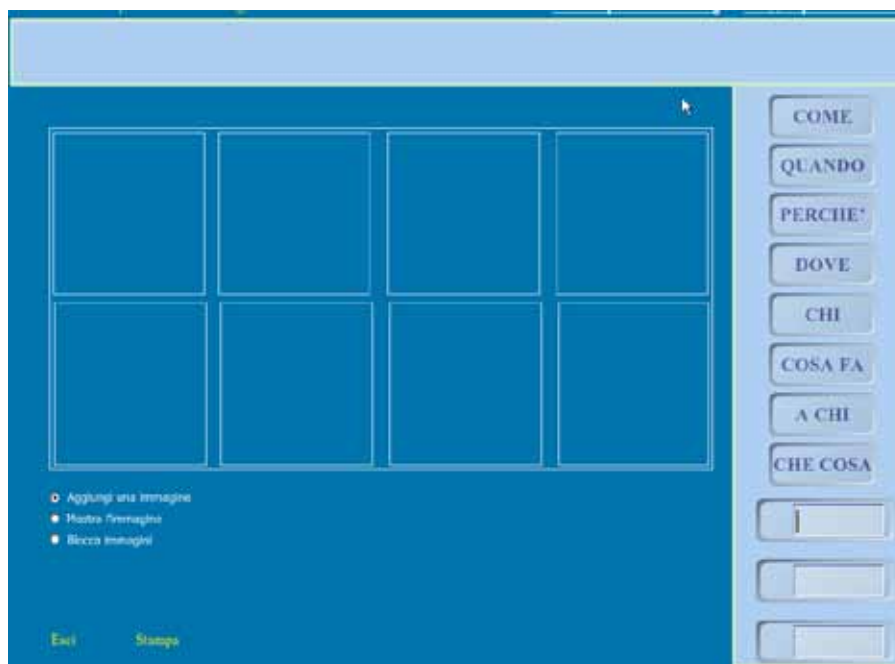 COME
QUANDO
PERCHE'
DOVE
CHI
COSA FA
A CHI
CHE COSA
Aggiungi una immagine
Mostra l'immagine
Blocca immagini
Esci
Stampa